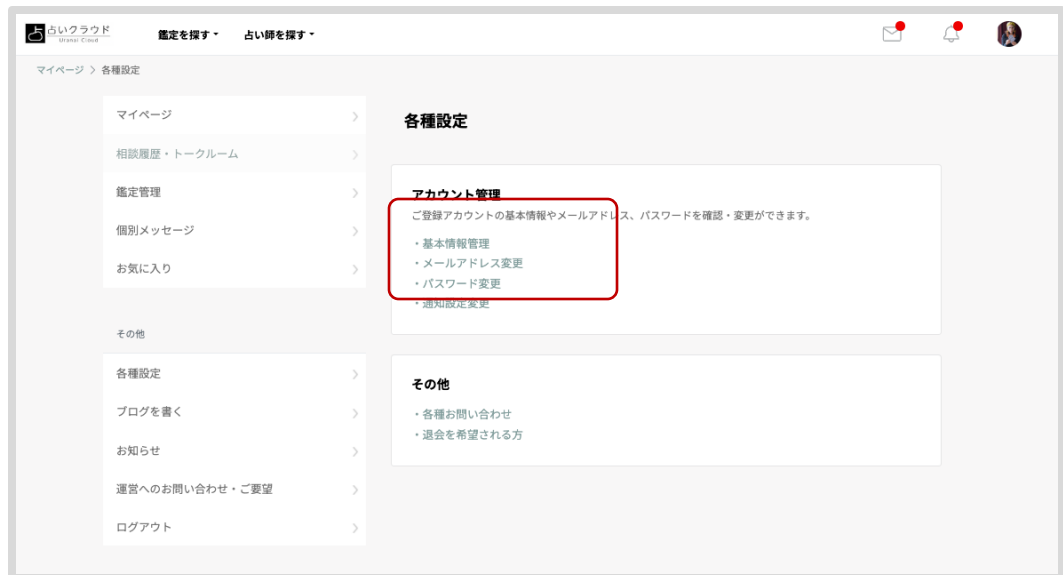 占 占いクラウド
Uranai Cloud
鑑定を探す
占い師を探す
マイページ 〉 各種設定
マイページ
相談履歴・トークルーム
鑑定管理
個別メッセージ
お気に入り
その他
各種設定
ブログを書く
お知らせ
運営へのお問い合わせ・ご要望
ログアウト
各種設定
アカウント管理
ご登録アカウントの基本情報やメールアドレス、パスワードを確認・変更ができます。
・基本情報管理
・メールアドレス変更
・パスワード変更
・通知設定変更
その他
・各種お問い合わせ
・退会を希望される方